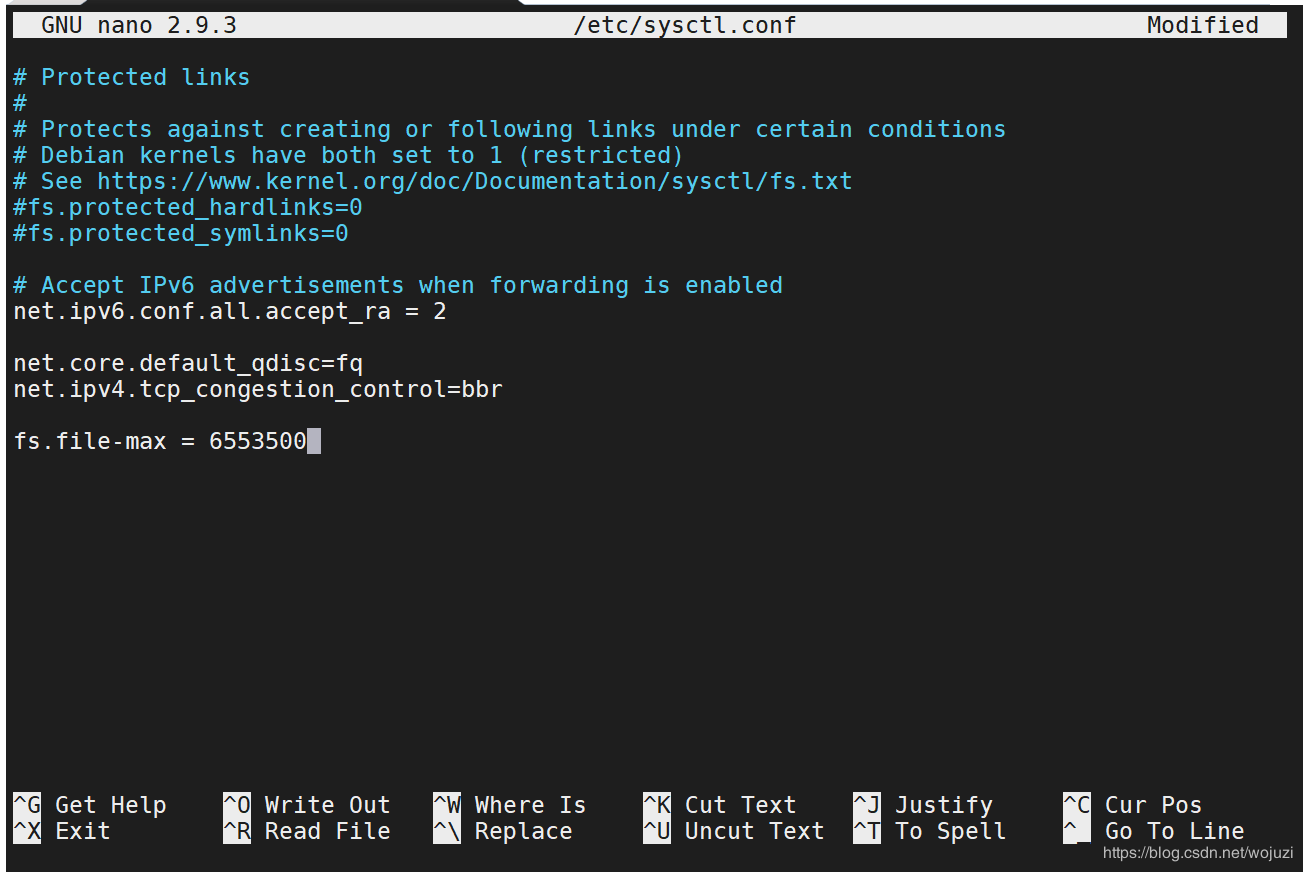 GNU nano 2.9.3 /etc/sysctl.conf Modified
# Protected links
#
# Protects against creating or following links under certain conditions
# Debian kernels have both set to 1 (restricted)
# See https://www.kernel.org/doc/Documentation/sysctl/fs.txt
#fs.protected_hardlinks=0
#fs.protected_symlinks=0
# Accept IPv6 advertisements when forwarding is enabled
net.ipv6.conf.all.accept_ra = 2
net.core.default_qdisc=fq
net.ipv4.tcp_congestion_control=bbr
fs.file-max = 6553500
^G Get Help ^O Write Out ^W Where Is ^K Cut Text ^J Justify ^C Cur Pos
^X Exit ^R Read File ^\ Replace ^U Uncut Text ^T To Spell ^_ Go To Line
https://blog.csdn.net/wojuzi